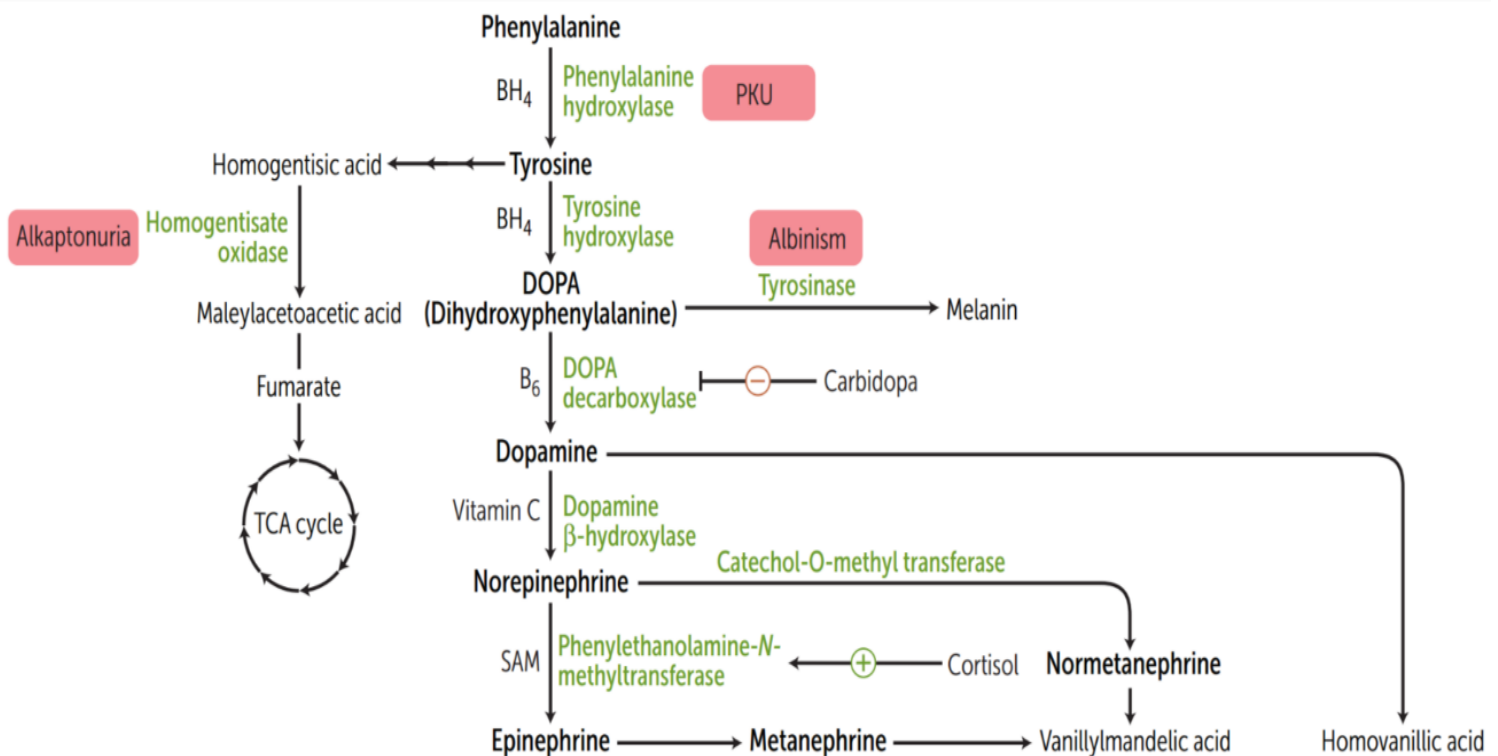 Phenylalanine
BH4
Phenylalanine
hydroxylase
PKU
Homogentisic acid
Tyrosine
Alkaptonuria
Homogentisate
oxidase
BH4
Tyrosine
hydroxylase
Albinism
Tyrosinase
Maleylacetoacetic acid
DOPA
(Dihydroxyphenylalanine)
Melanin
Fumarate
B6
DOPA
decarboxylase
−
Carbidopa
Dopamine
TCA cycle
Vitamin C
Dopamine
β-hydroxylase
Catechol-O-methyl transferase
Norepinephrine
SAM
Phenylethanolamine-N-
methyltransferase
+
Cortisol
Normetanephrine
Epinephrine
Metanephrine
Vanillylmandelic acid
Homovanillic acid